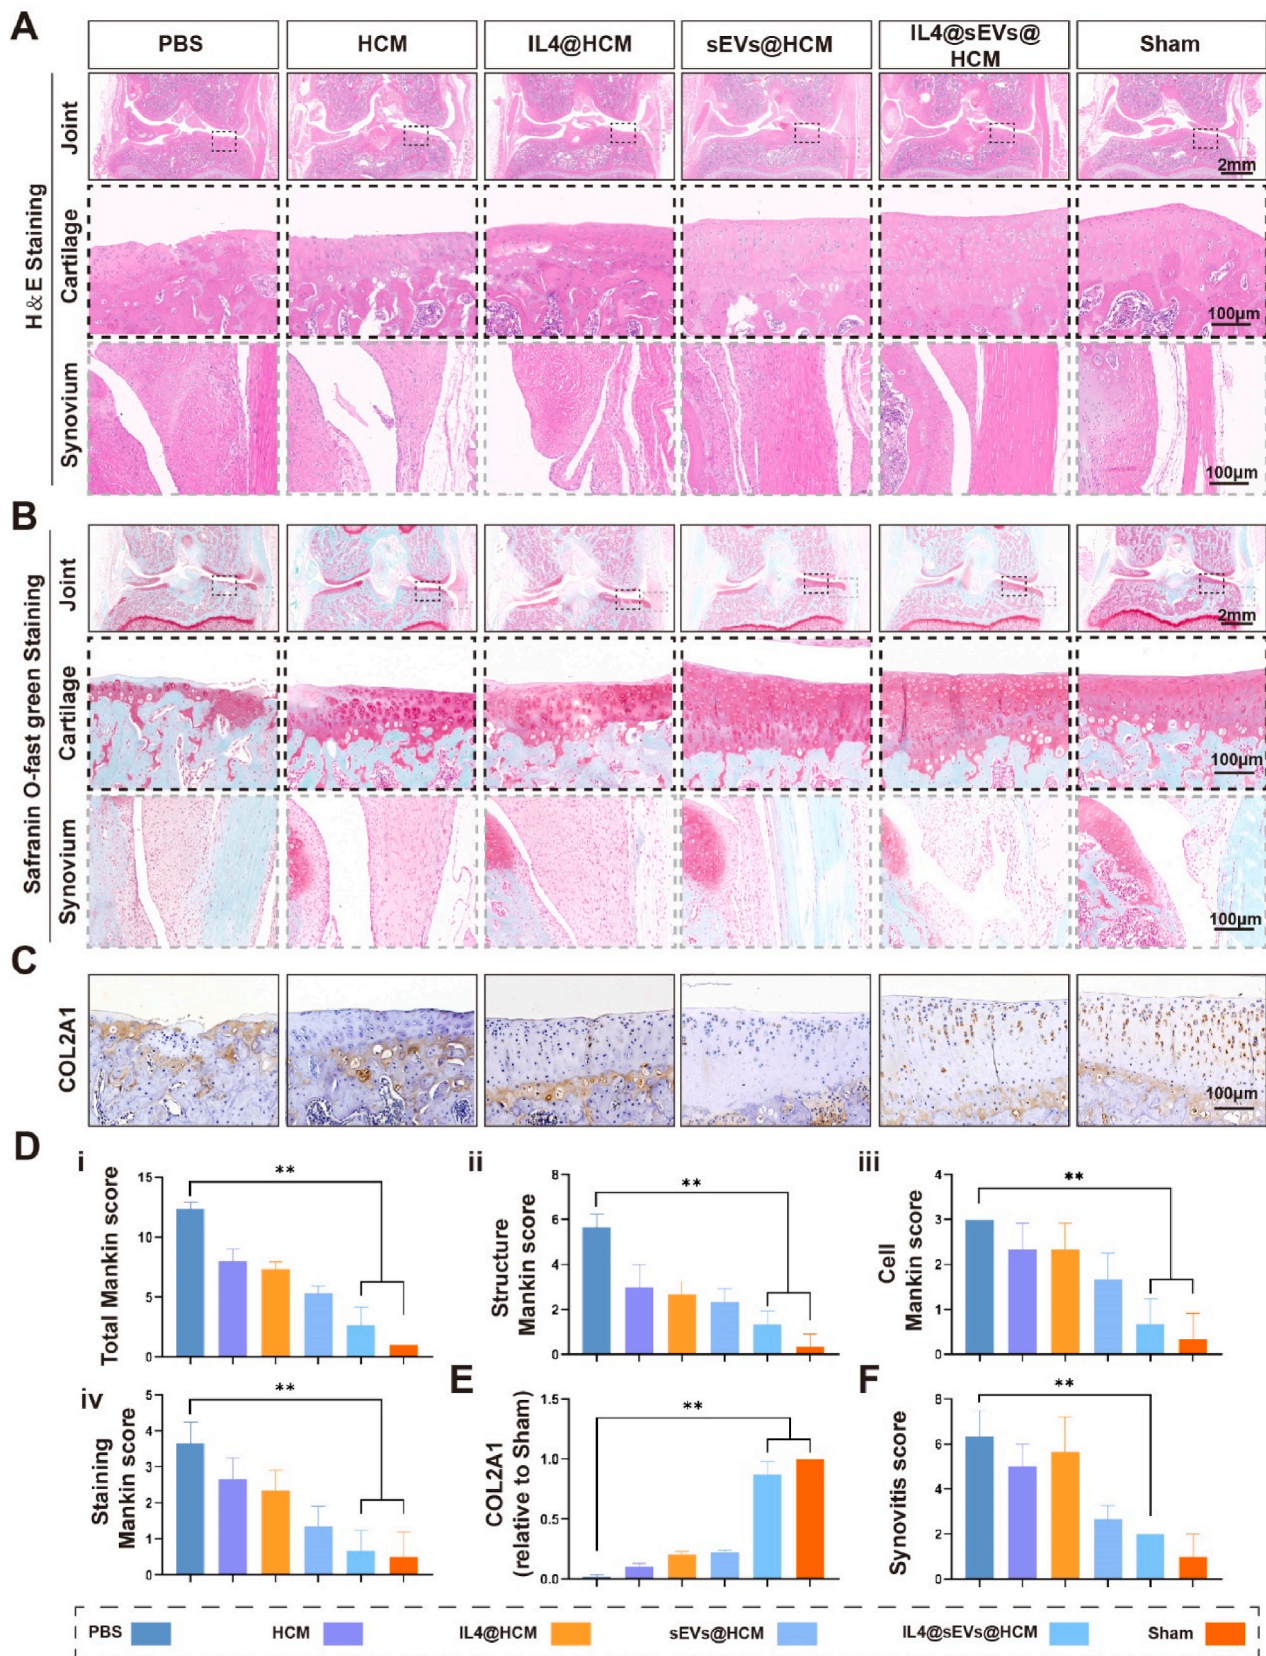 A
PBS
HCM
IL4@HCM
sEVs@HCM
IL4@sEVs@
HCM
Sham
H&E Staining
Joint
2mm
Cartilage
100μm
Synovium
100μm
B
Safranin O-fast green Staining
Joint
2mm
Cartilage
100μm
Synovium
100μm
C
COL2A1
100μm
D
i
Total Mankin score
15
10
5
0
**
ii
Structure
Mankin score
8
6
4
2
0
**
iii
Cell
Mankin score
4
3
2
1
0
**
iv
Staining
Mankin score
5
4
3
2
1
0
**
E
COL2A1
(relative to Sham)
1.5
1.0
0.5
0.0
**
F
Synovitis score
8
6
4
2
0
**
PBS
HCM
IL4@HCM
sEVs@HCM
IL4@sEVs@HCM
Sham